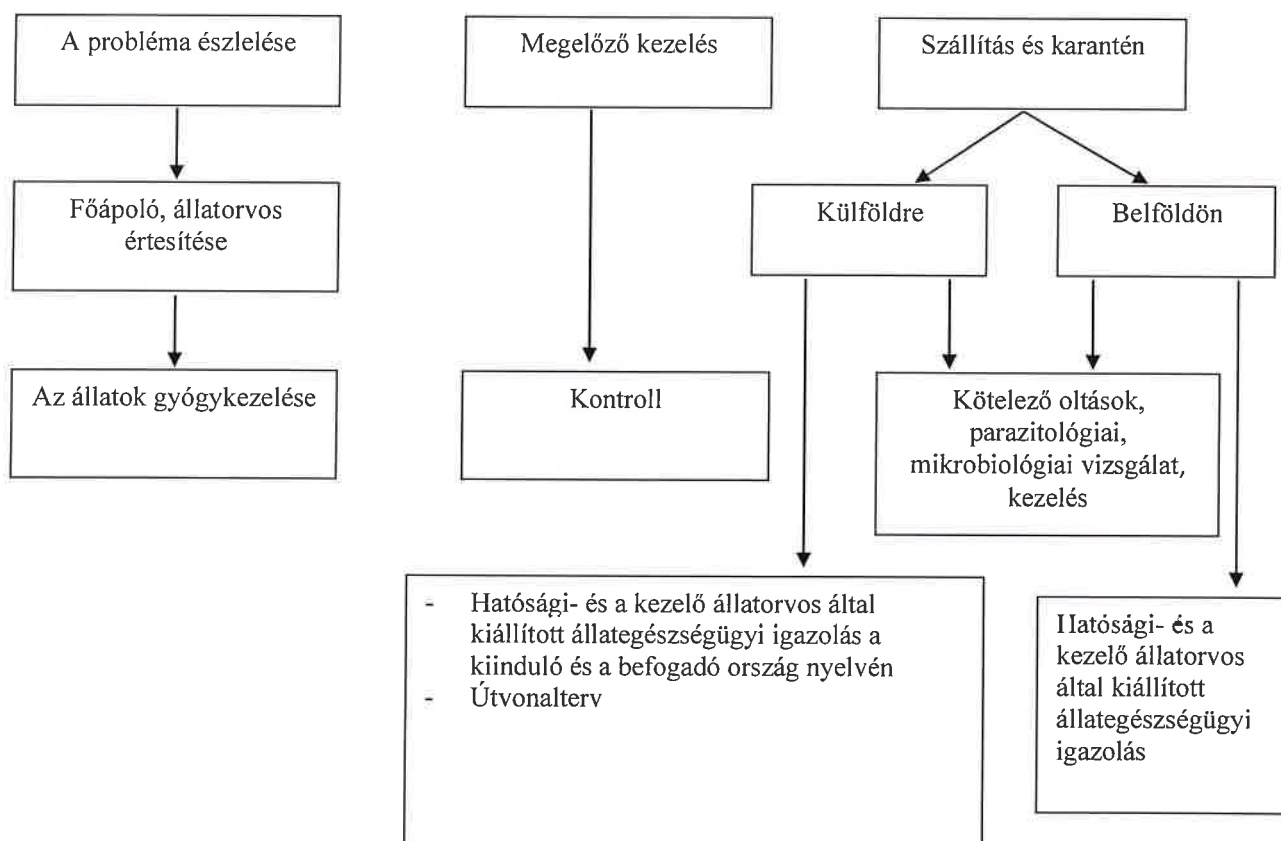 A probléma észlelése
Megelőző kezelés
Szállítás és karantén
Főápoló, állatorvos
értesítése
Külföldre
Belföldön
Az állatok gyógykezelése
Kontroll
Kötelező oltások,
parazitológiai,
mikrobiológiai vizsgálat,
kezelés
- Hatósági- és a kezelő állatorvos által
kiállított állategészségügyi igazolás a
kiinduló és a befogadó ország nyelvén
- Útvonalterv
Hatósági- és a
kezelő állatorvos
által kiállított
állategészségügyi
igazolás